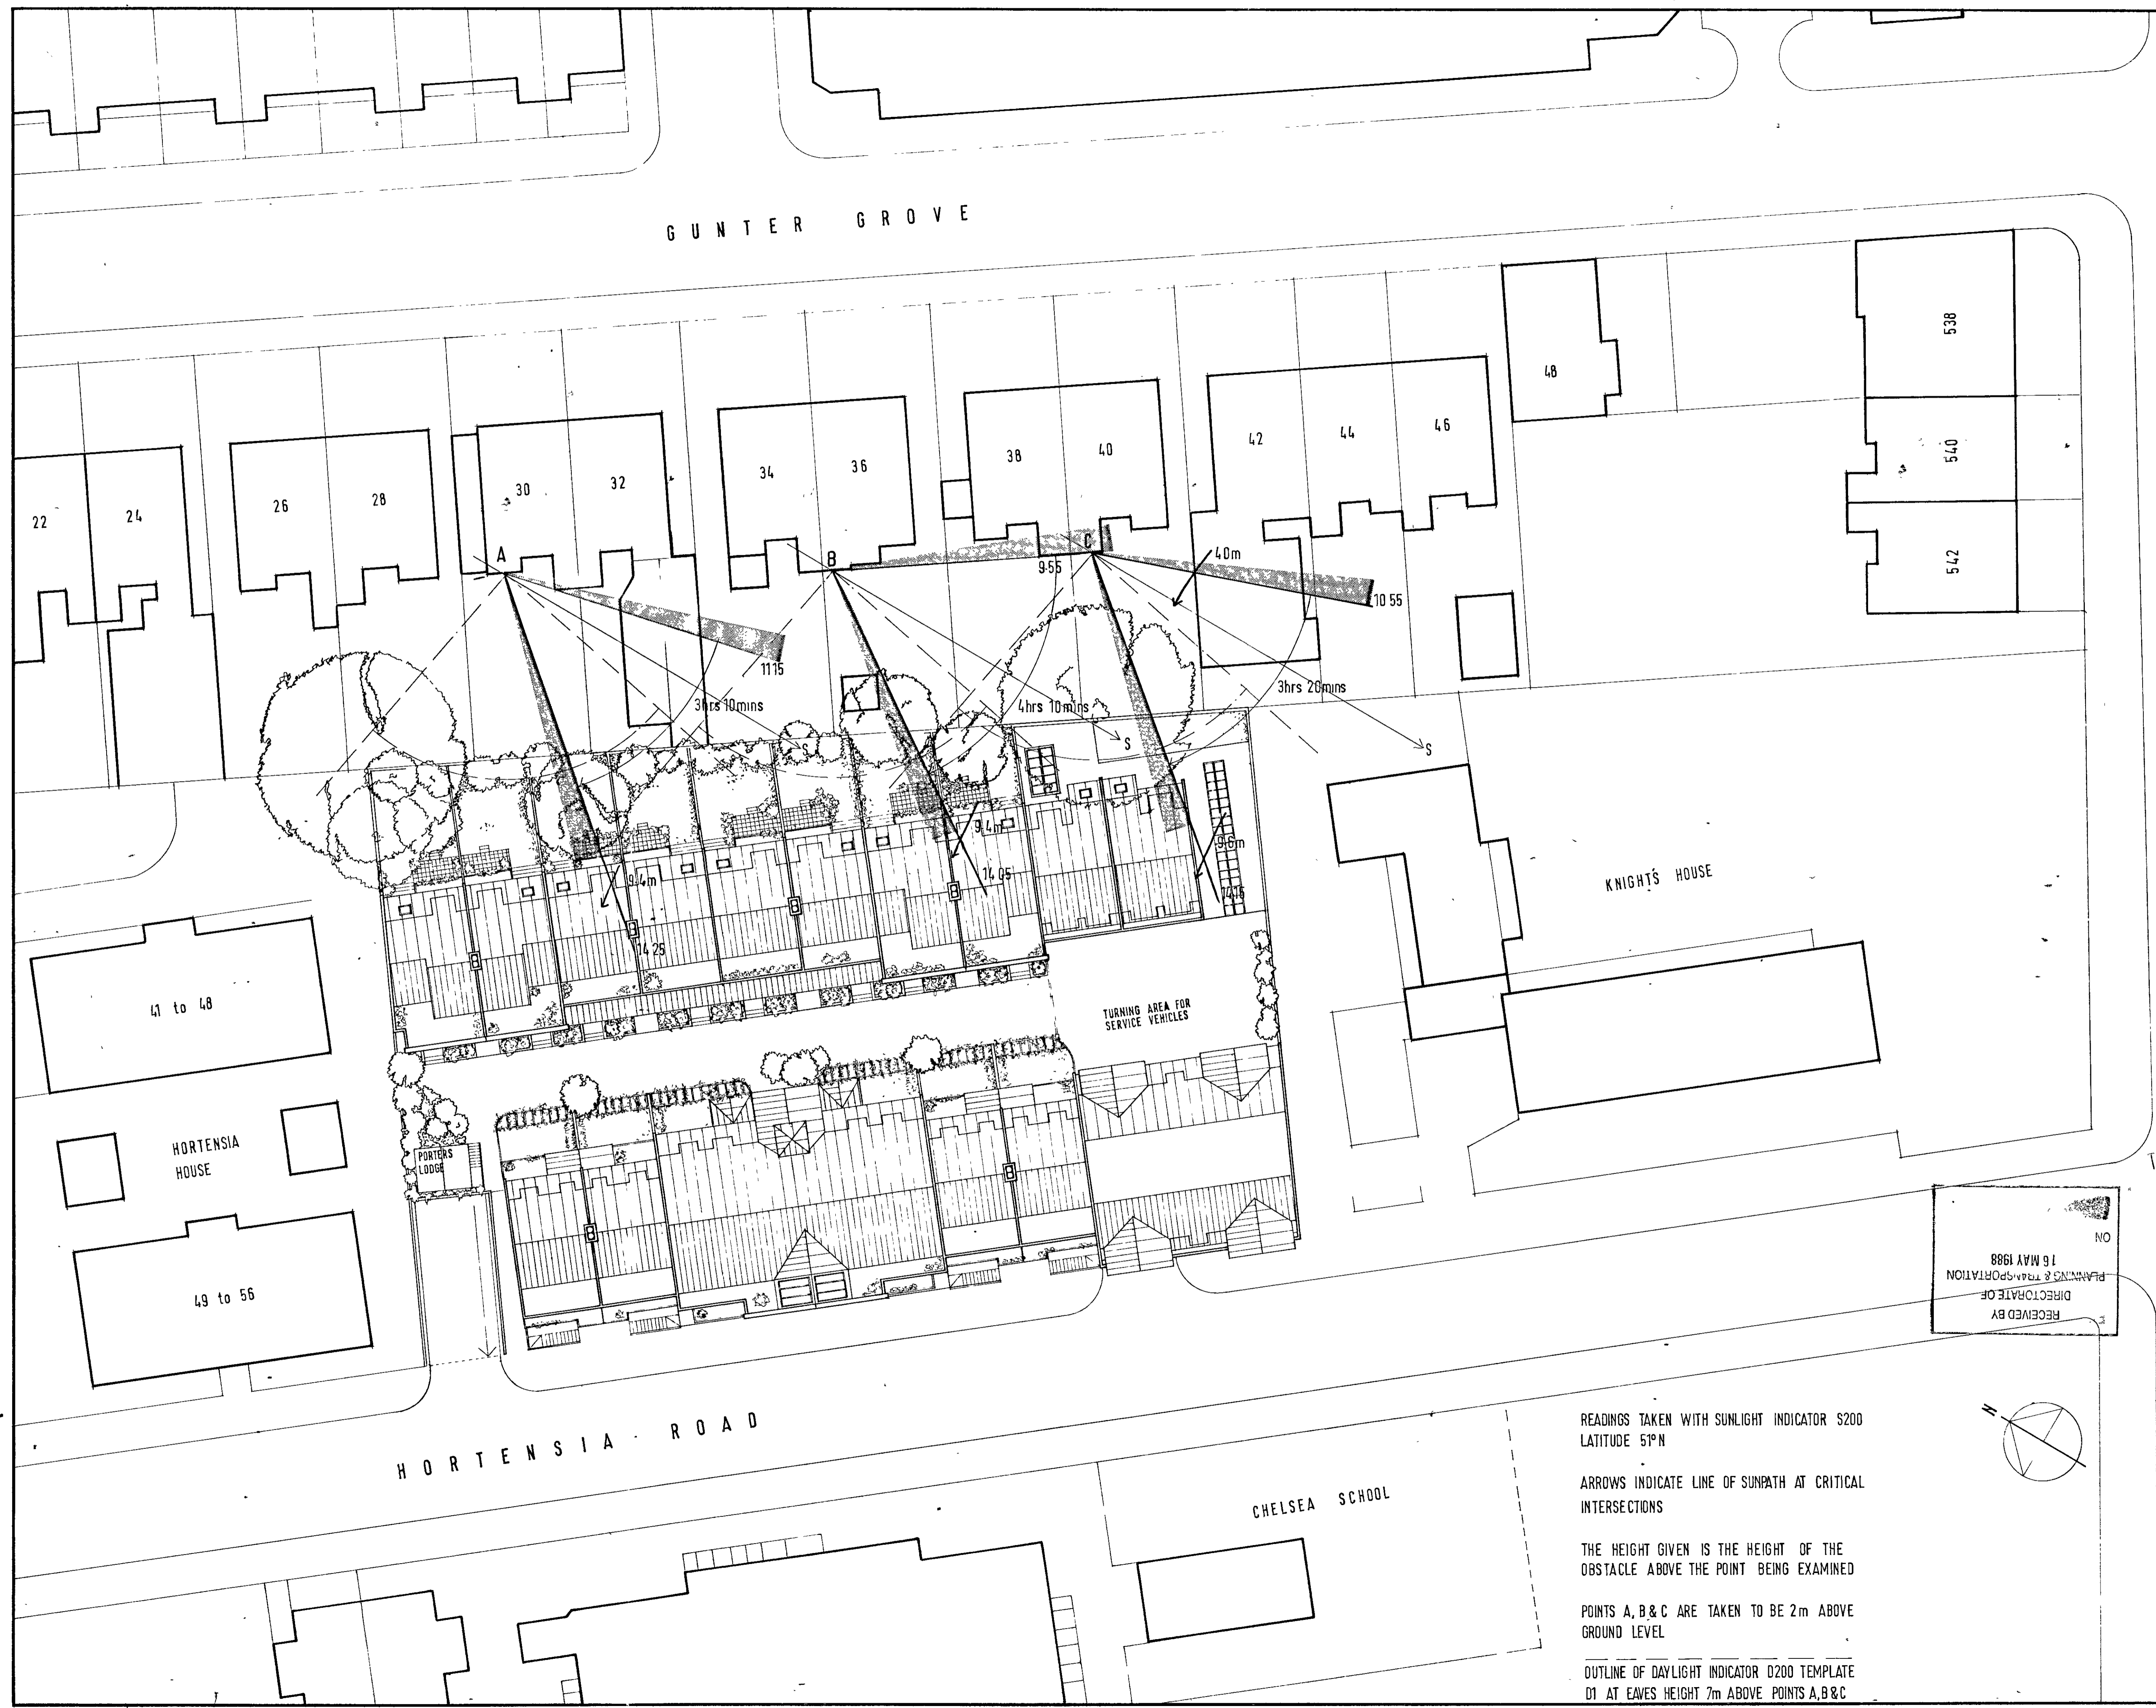 GUNTER GROVE
538
48
540
46
44
42
40
38
36
34
32
30
28
26
24
22
542
A
B
C
40m
9·55
10 55
11 15
3hrs 10mins
4hrs 10mins
3hrs 20mins
S
S
S
9.4m
9.4m
9.6m
14 05
14 15
14 25
KNIGHTS HOUSE
41 to 48
TURNING AREA FOR
SERVICE VEHICLES
HORTENSIA
HOUSE
PORTERS
LODGE
49 to 56
RECEIVED BY
DIRECTORATE OF
PLANNING & TRANSPORTATION
16 MAY 1988
ON
HORTENSIA ROAD
CHELSEA SCHOOL
N
READINGS TAKEN WITH SUNLIGHT INDICATOR S200
LATITUDE 51° N
ARROWS INDICATE LINE OF SUNPATH AT CRITICAL
INTERSECTIONS
THE HEIGHT GIVEN IS THE HEIGHT OF THE
OBSTACLE ABOVE THE POINT BEING EXAMINED
POINTS A, B & C ARE TAKEN TO BE 2m ABOVE
GROUND LEVEL
OUTLINE OF DAYLIGHT INDICATOR D200 TEMPLATE
D1 AT EAVES HEIGHT 7m ABOVE POINTS A, B & C